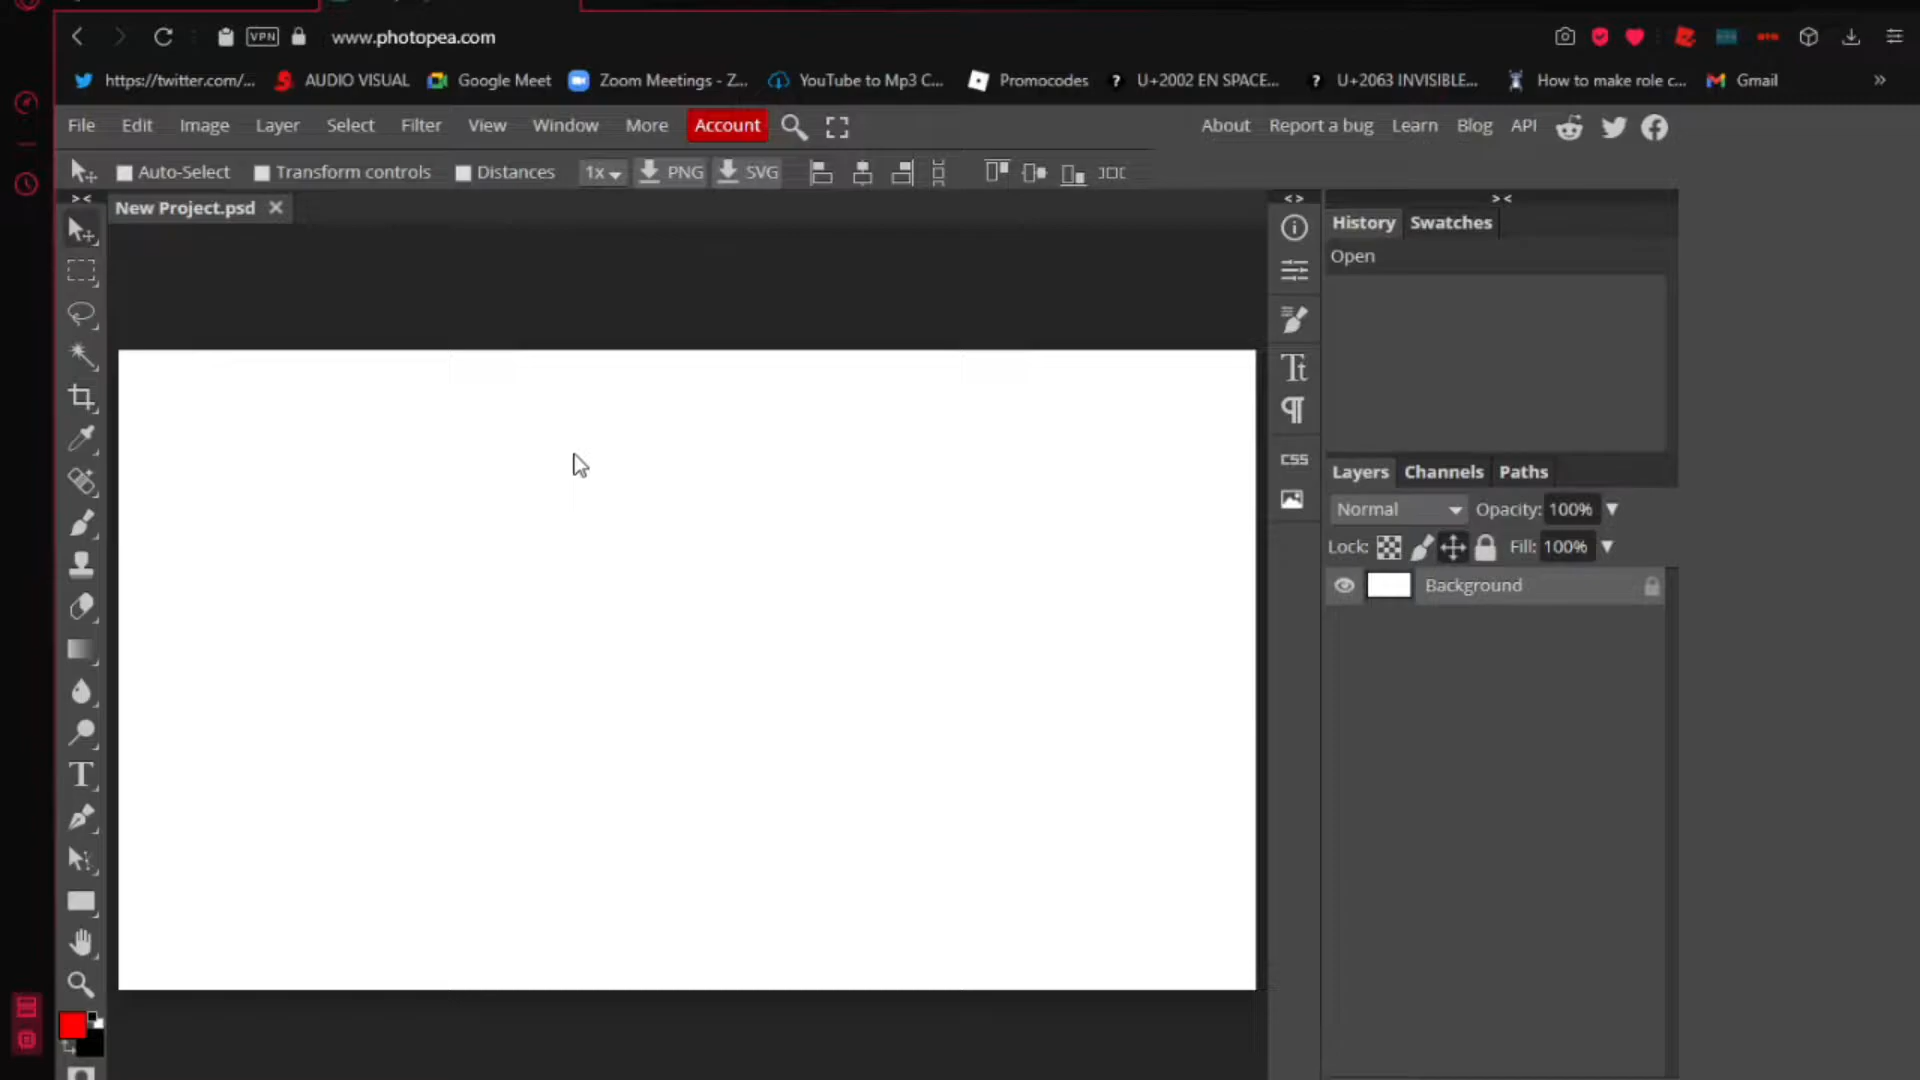 VPN www.photopea.com
https://twitter.com/... AUDIO VISUAL Google Meet Zoom Meetings - Z... YouTube to Mp3 C... Promocodes ? U+2002 EN SPACE... ? U+2063 INVISIBLE... How to make role c... Gmail »
File Edit Image Layer Select Filter View Window More Account About Report a bug Learn Blog API
Auto-Select Transform controls Distances 1x PNG SVG
> < < > > <
New Project.psd ✕ History Swatches
Open
CSS
Layers Channels Paths
Normal Opacity: 100%
Lock: Fill: 100%
Background